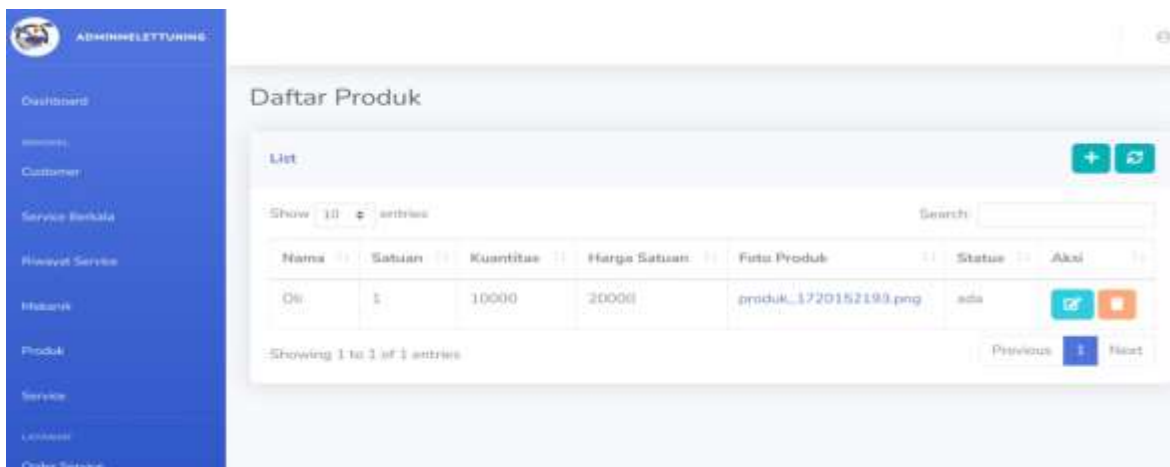 ADMINMELETTUNING
Dashboard
Customer
Service Berkala
Riwayat Service
Mekanik
Produk
Service
Order Service
Daftar Produk
List
Show 10 entries
Search:
Nama Satuan Kuantitas Harga Satuan Foto Produk Status Aksi
Oli 1 10000 20000 produk_1720152193.png ada
Showing 1 to 1 of 1 entries
Previous 1 Next